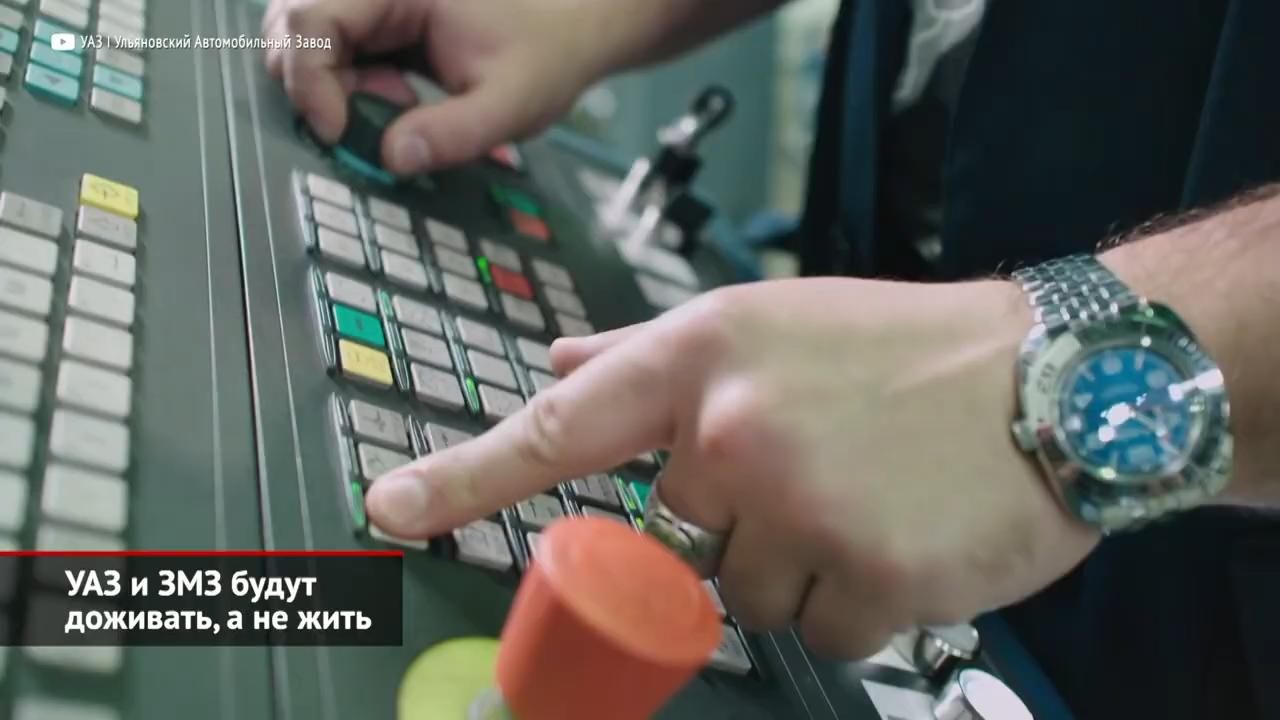 УАЗ | Ульяновский Автомобильный Завод
УАЗ и ЗМЗ будут
доживать, а не жить